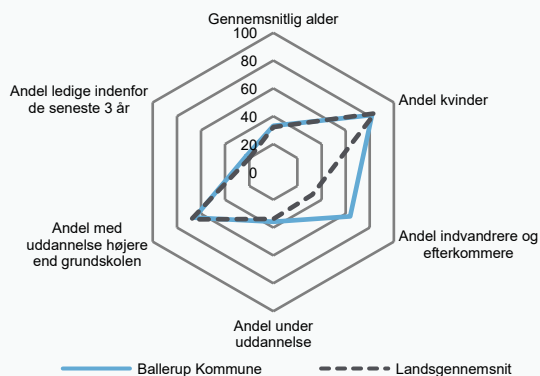 Gennemsnitlig alder
100
80
60
40
20
0
Andel kvinder
Andel indvandrere og
efterkommere
Andel under
uddannelse
Andel med
uddannelse højere
end grundskolen
Andel ledige indenfor
de seneste 3 år
Ballerup Kommune
Landsgennemsnit